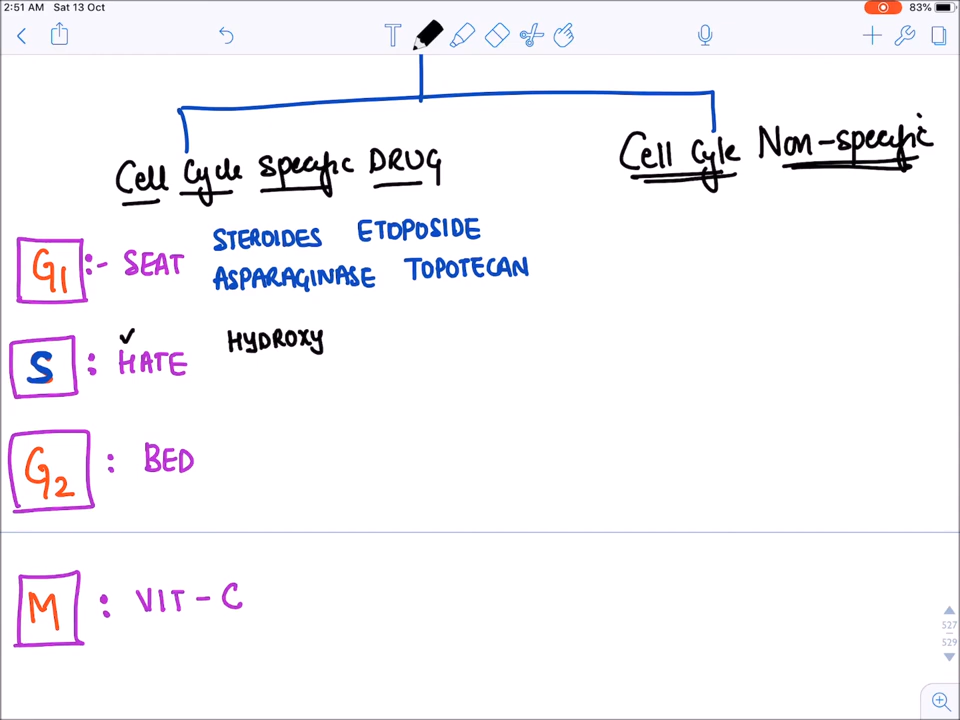 2:51 AM Sat 13 Oct 83%
T
Cell Cycle Specific DRUG
Cell Cyle Non-specific
G1 :- SEAT STEROIDES ETOPOSIDE
ASPARAGINASE TOPOTECAN
S : HATE HYDROXY
G2 : BED
M : VIT - C
527
529